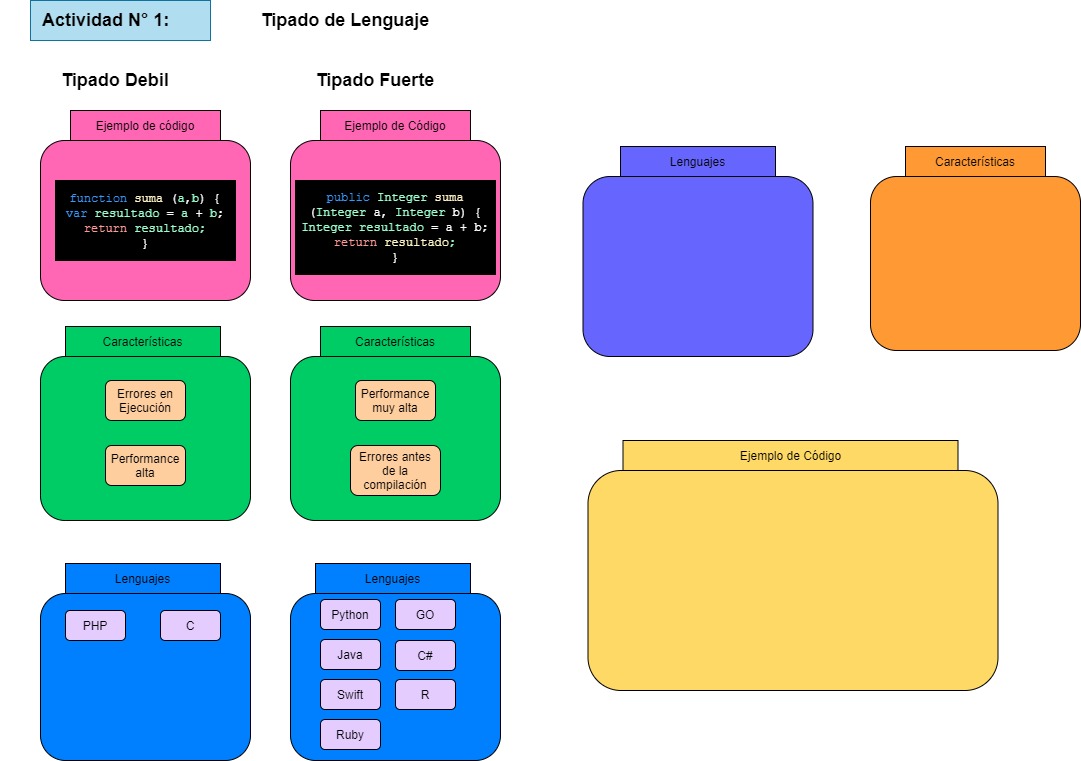 Actividad N° 1:
Tipado de Lenguaje
Tipado Debil
Tipado Fuerte
Ejemplo de código
function suma (a,b) {
var resultado = a + b;
return resultado;
}
Ejemplo de Código
public Integer suma
(Integer a, Integer b) {
Integer resultado = a + b;
return resultado;
}
Características
Errores en
Ejecución
Performance
alta
Características
Performance
muy alta
Errores antes
de la
compilación
Lenguajes
PHP
C
Lenguajes
Python
GO
Java
C#
Swift
R
Ruby
Lenguajes
Características
Ejemplo de Código